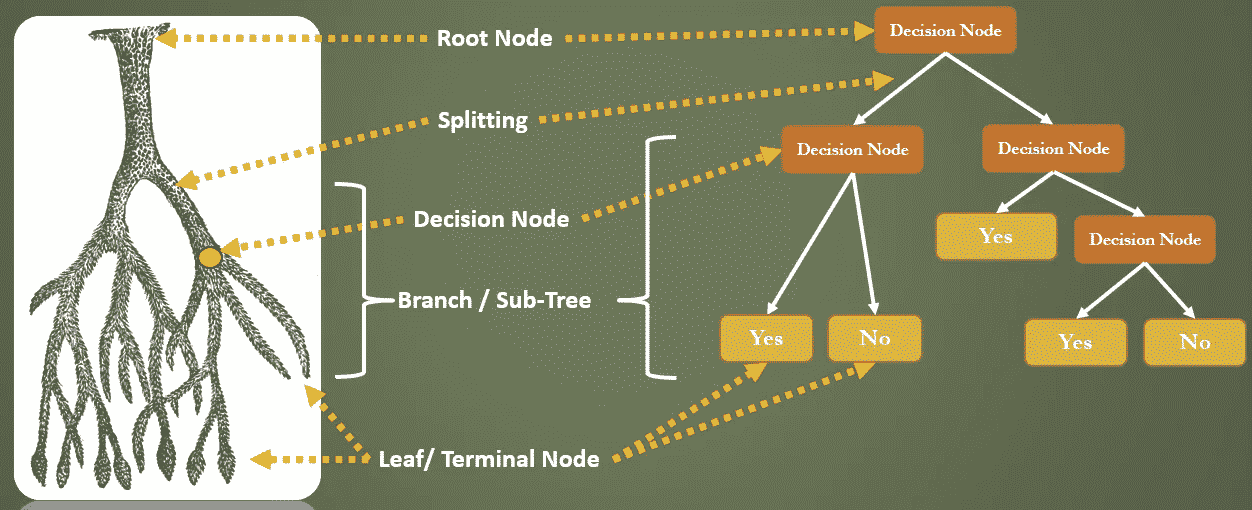 Decision Node
Root Node
Splitting
Decision Node
Decision Node
Decision Node
Yes
Decision Node
Branch / Sub-Tree
Yes
No
Yes
No
Leaf/ Terminal Node